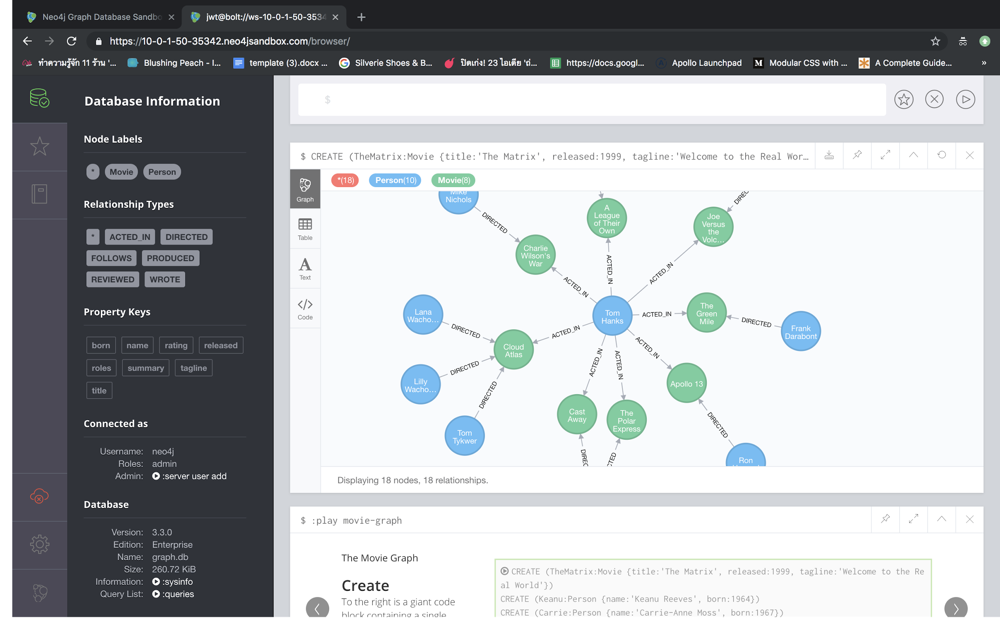 Neo4j Graph Database Sandbo
jwt@bolt://ws-10-0-1-50-3534
https://10-0-1-50-35342.neo4jsandbox.com/browser/
ทำความรู้จัก 11 ร้าน '...
Blushing Peach - I...
template (3).docx ...
Silverie Shoes & B...
ปิดเก่ง! 23 ไอเดีย 'ถ่...
https://docs.googl...
Apollo Launchpad
M
Modular CSS with ...
A Complete Guide...
»
Database Information
Node Labels
* Movie Person
Relationship Types
* ACTED_IN DIRECTED
FOLLOWS PRODUCED
REVIEWED WROTE
Property Keys
born name rating released
roles summary tagline
title
Connected as
Username: neo4j
Roles: admin
Admin: :server user add
Database
Version: 3.3.0
Edition: Enterprise
Name: graph.db
Size: 260.72 KiB
Information: :sysinfo
Query List: :queries
$
$ CREATE (TheMatrix:Movie {title:'The Matrix', released:1999, tagline:'Welcome to the Real Wor...
Graph
Table
A
Text
</>
Code
*(18) Person(10) Movie(8)
Mike
Nichols
DIRECTED
A
League
of Their
Own
DIREC
Joe
Versus
the
Volc...
Charlie
Wilson's
War
ACTED_IN
ACTED_IN
ACTED_IN
Lana
Wacho...
DIRECTED
Tom
Hanks
ACTED_IN
The
Green
Mile
DIRECTED
Frank
Darabont
ACTED_IN
Cloud
Atlas
DIRECTED
Lilly
Wacho...
DIRECTED
Tom
Tykwer
ACTED_IN
ACTED_IN
ACTED_IN
Apollo 13
Cast
Away
The
Polar
Express
DIRECTED
DIREC
CTED
Ron
Displaying 18 nodes, 18 relationships.
$ :play movie-graph
The Movie Graph
Create
To the right is a giant code
block containing a single
CREATE (TheMatrix:Movie {title:'The Matrix', released:1999, tagline:'Welcome to the Re
al World'})
CREATE (Keanu:Person {name:'Keanu Reeves', born:1964})
CREATE (Carrie:Person {name:'Carrie-Anne Moss', born:1967})